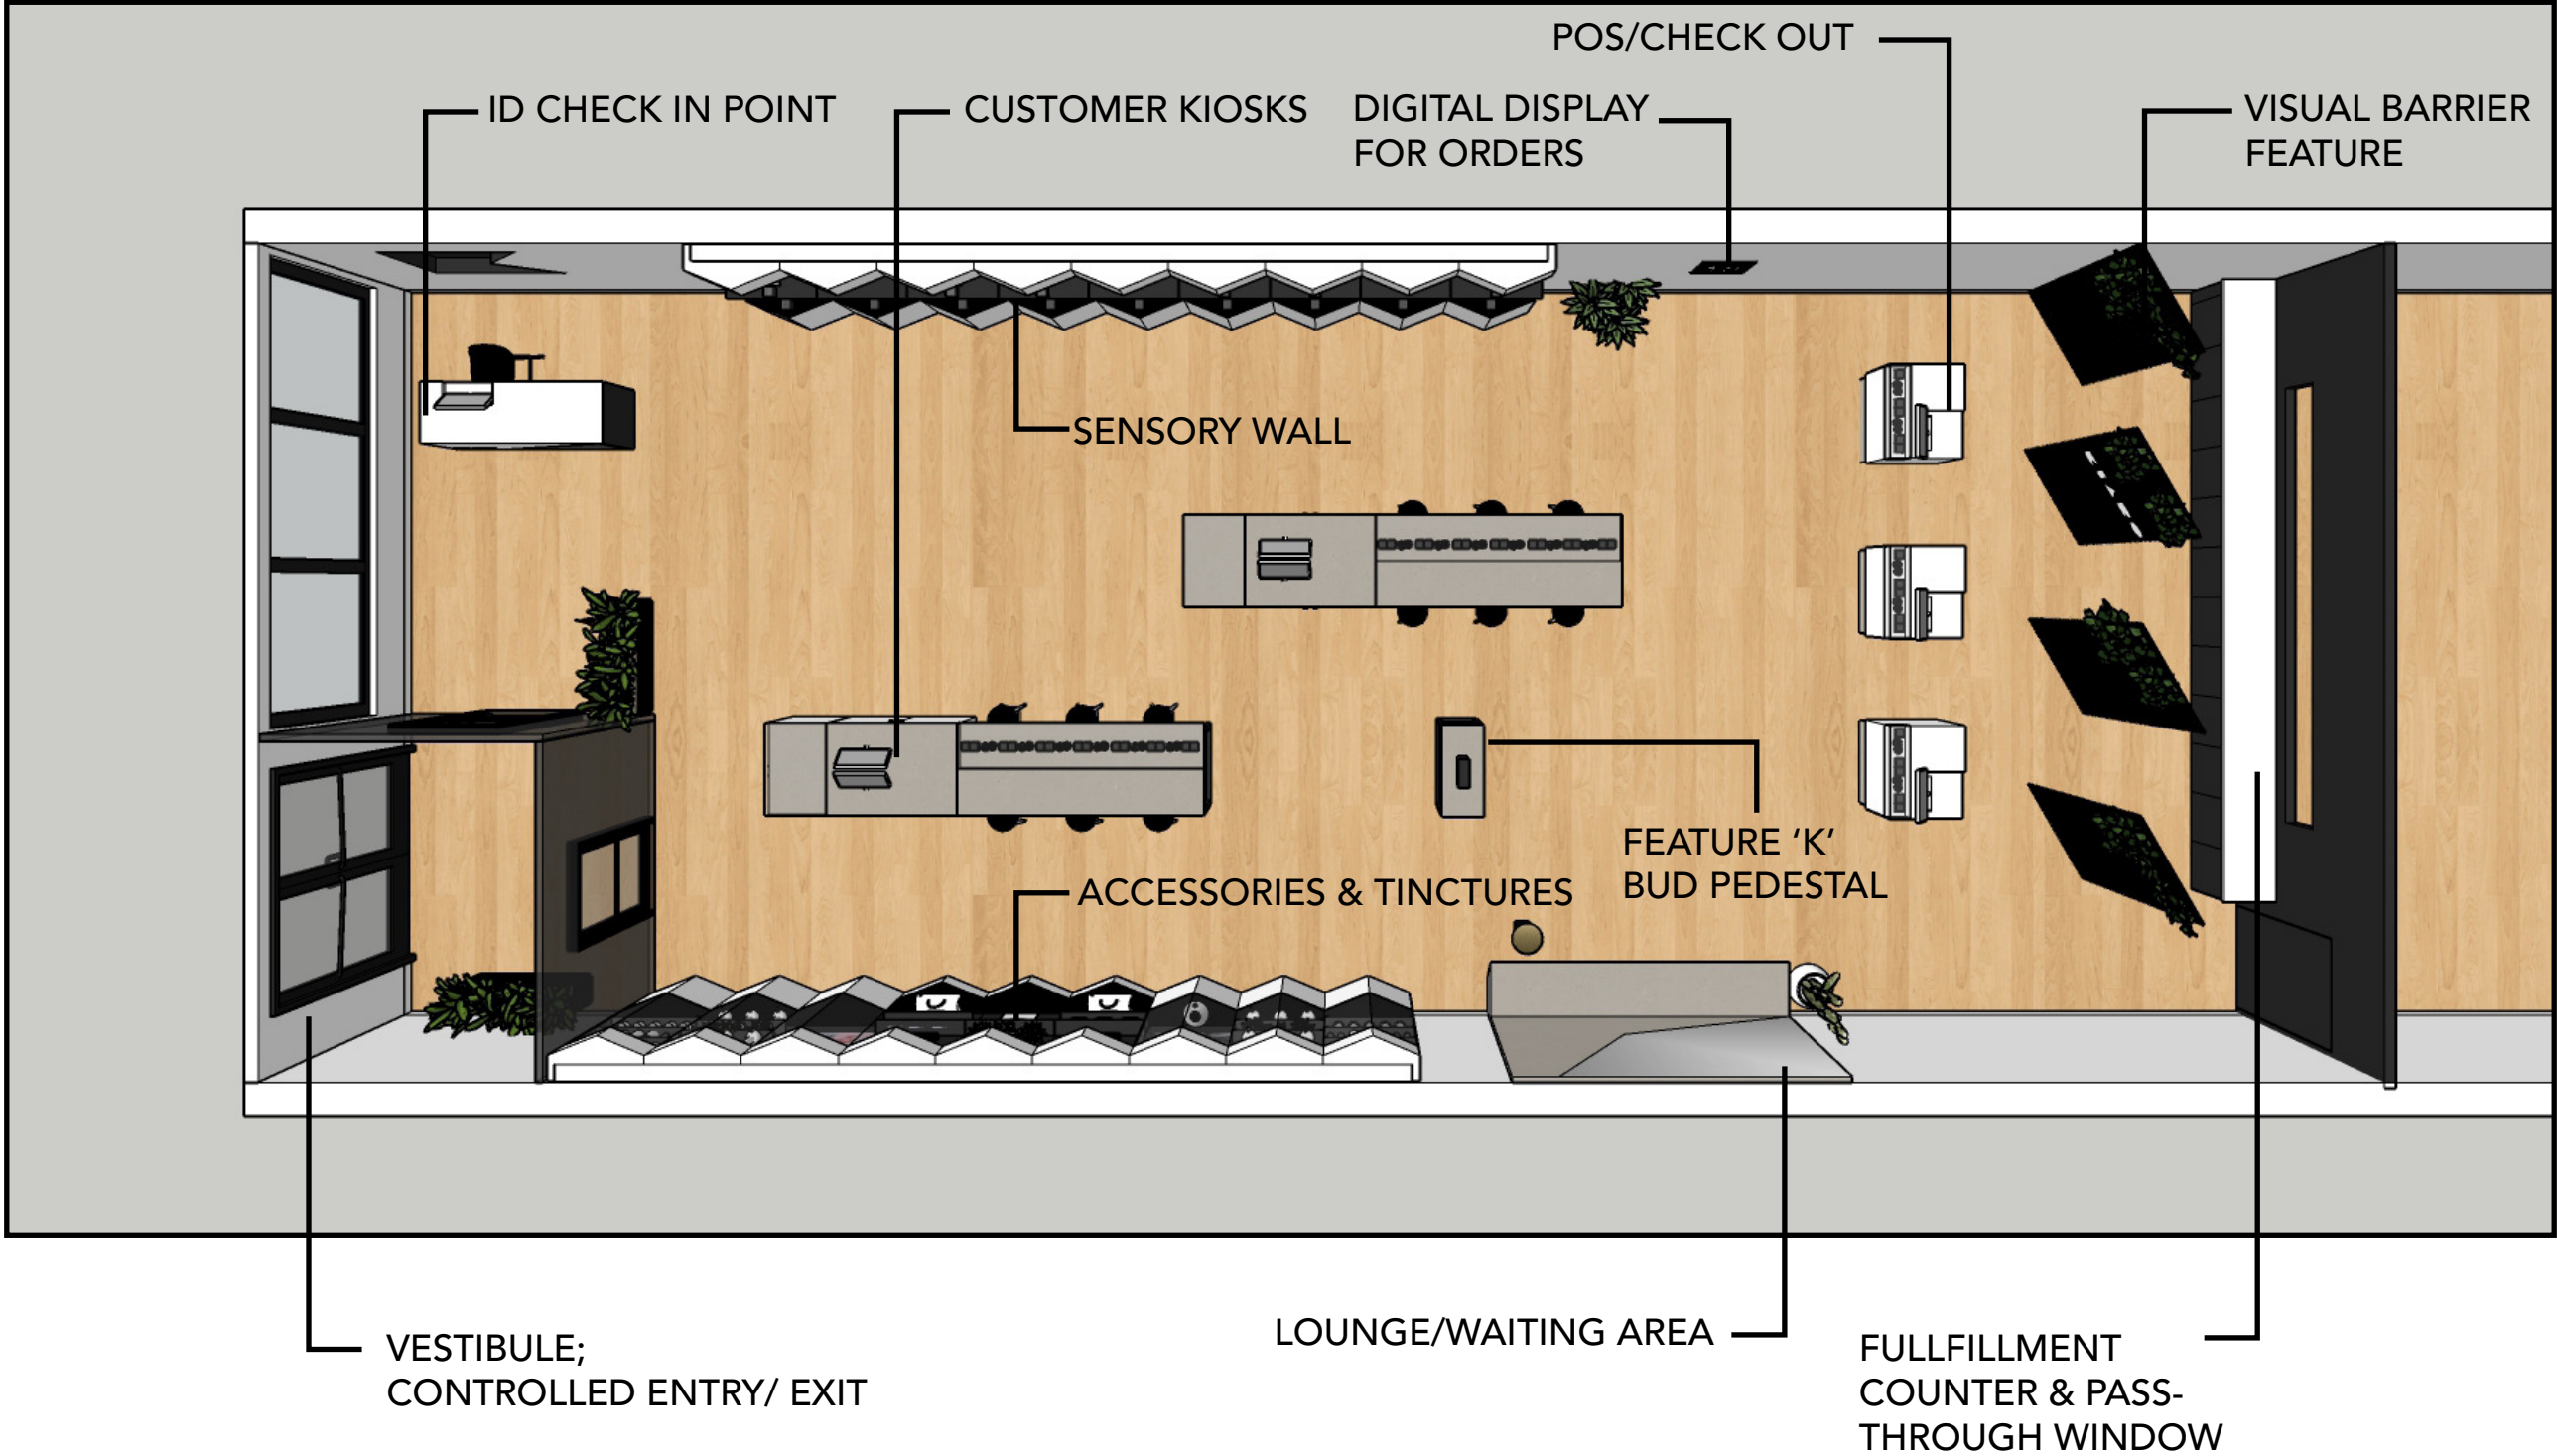 POS/CHECK OUT
ID CHECK IN POINT
CUSTOMER KIOSKS
DIGITAL DISPLAY
FOR ORDERS
VISUAL BARRIER
FEATURE
SENSORY WALL
FEATURE ‘K’
BUD PEDESTAL
ACCESSORIES & TINCTURES
LOUNGE/WAITING AREA
VESTIBULE;
CONTROLLED ENTRY/ EXIT
FULLFILLMENT
COUNTER & PASS-
THROUGH WINDOW